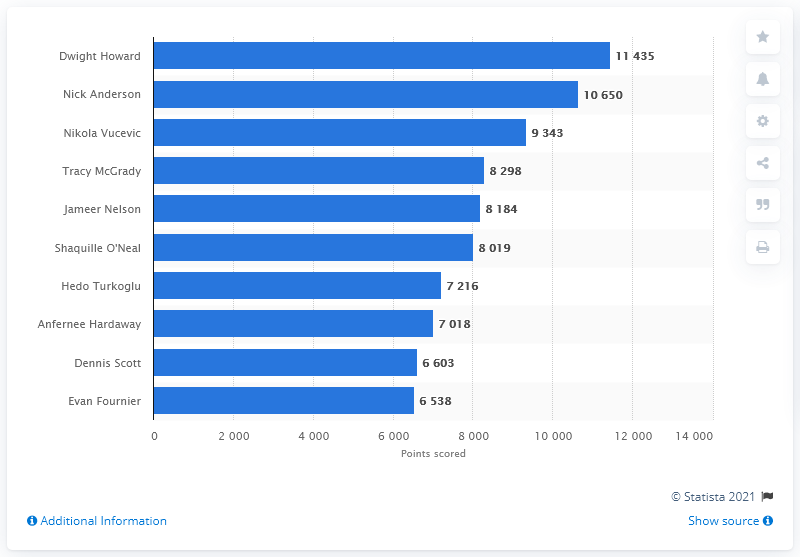 Dwight Howard 11 435
Nick Anderson 10 650
Nikola Vucevic 9 343
Tracy McGrady 8 298
Jameer Nelson 8 184
Shaquille O'Neal 8 019
Hedo Turkoglu 7 216
Anfernee Hardaway 7 018
Dennis Scott 6 603
Evan Fournier 6 538
0 2 000 4 000 6 000 8 000 10 000 12 000 14 000
Points scored
© Statista 2021
Additional Information Show source